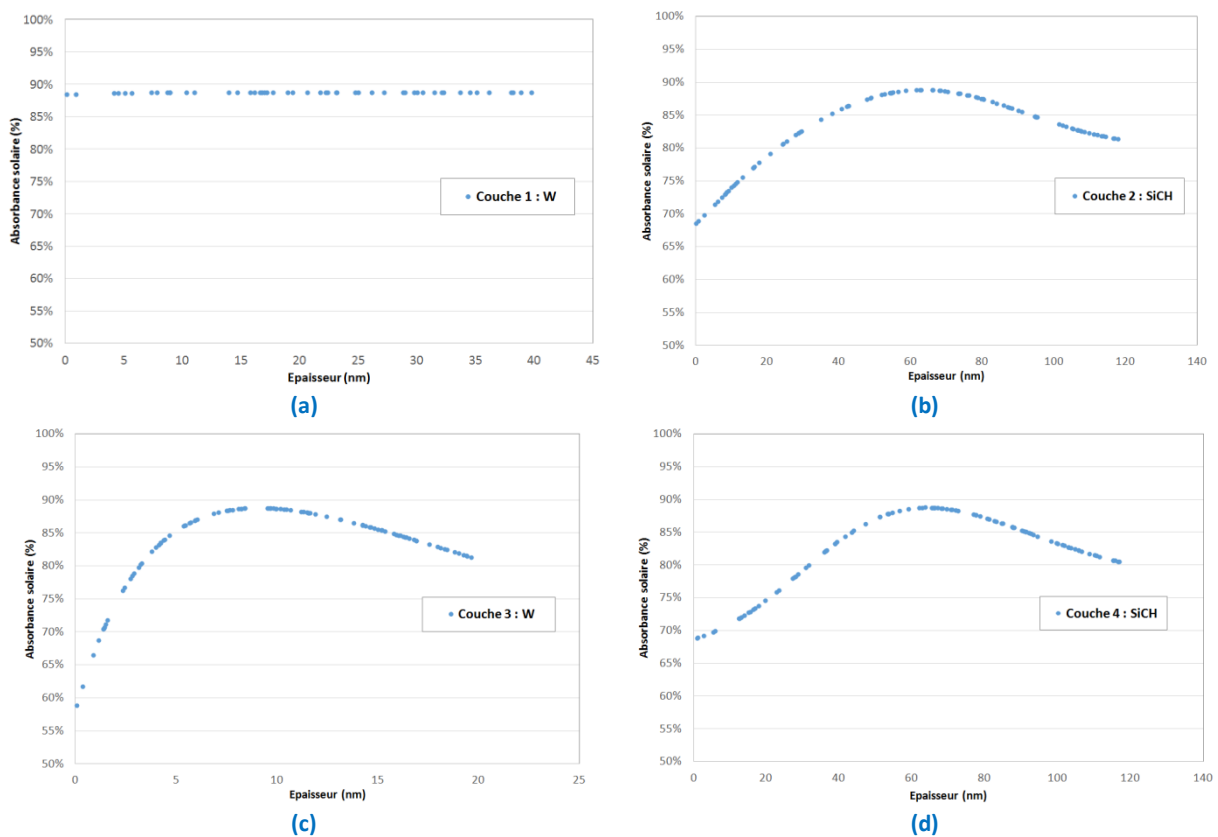 100%
95%
90%
85%
80%
75%
70%
65%
60%
55%
50%
Absorbance solaire (%)
Couche 1 : W
0 5 10 15 20 25 30 35 40 45
Epaisseur (nm)
(a)
100%
95%
90%
85%
80%
75%
70%
65%
60%
55%
50%
Absorbance solaire (%)
Couche 2 : SiCH
0 20 40 60 80 100 120 140
Epaisseur (nm)
(b)
100%
95%
90%
85%
80%
75%
70%
65%
60%
55%
50%
Absorbance solaire (%)
Couche 3 : W
0 5 10 15 20 25
Epaisseur (nm)
(c)
100%
95%
90%
85%
80%
75%
70%
65%
60%
55%
50%
Absorbance solaire (%)
Couche 4 : SiCH
0 20 40 60 80 100 120 140
Epaisseur (nm)
(d)